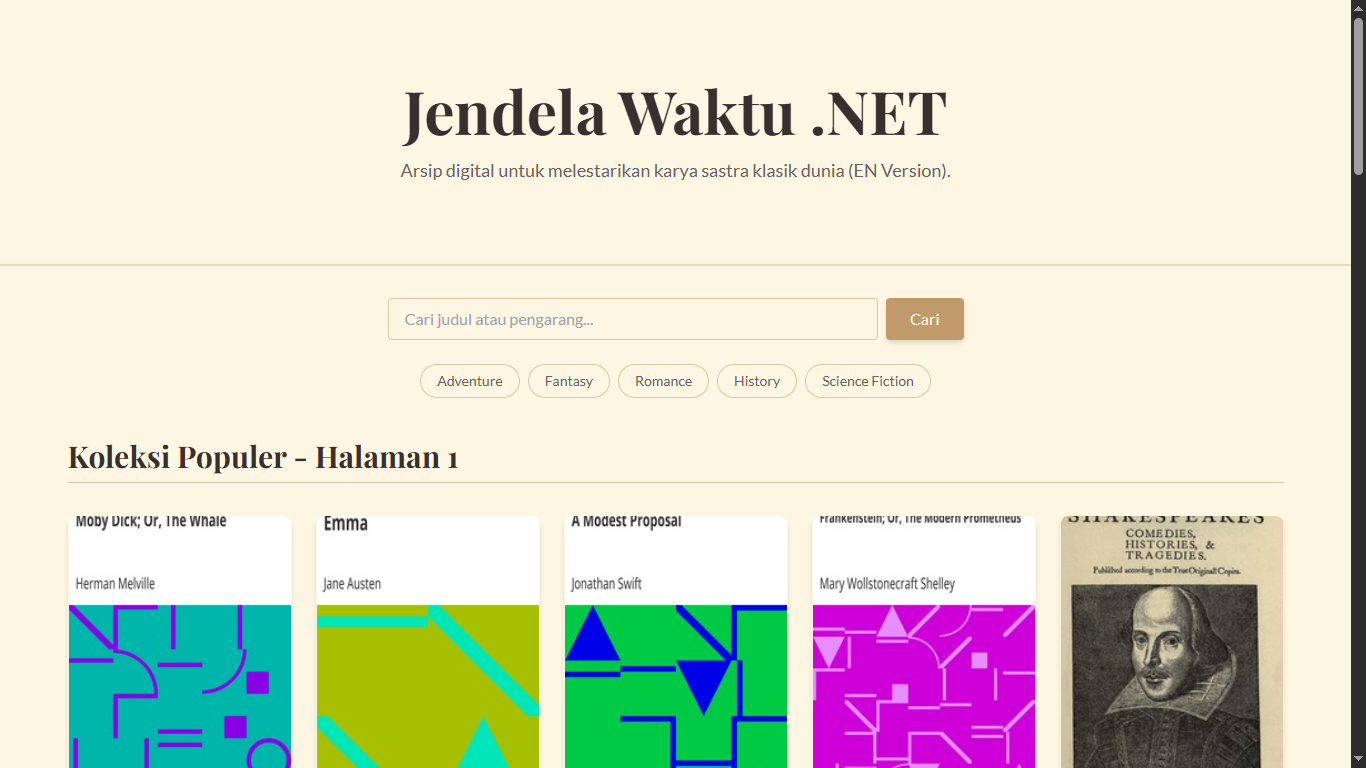 Jendela Waktu .NET
Arsip digital untuk melestarikan karya sastra klasik dunia (EN Version).
Cari judul atau pengarang...
Cari
Adventure
Fantasy
Romance
History
Science Fiction
Koleksi Populer - Halaman 1
Moby Dick; Or, The Whale
Herman Melville
Emma
Jane Austen
A Modest Proposal
Jonathan Swift
Frankenstein; Or, The Modern Prometheus
Mary Wollstonecraft Shelley
SHAKESPEARES
COMEDIES,
HISTORIES, &
TRAGEDIES.
Published according to the True Originall Copies.